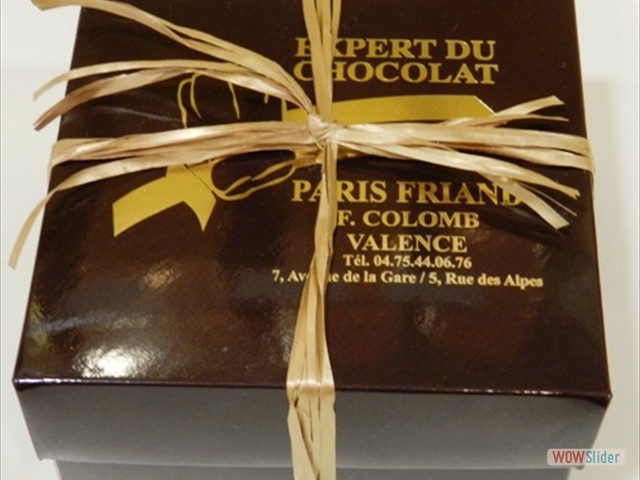 EXPERT DU
CHOCOLAT
PARIS FRIAND
F. COLOMB
VALENCE
Tél. 04.75.44.06.76
7, Avenue de la Gare / 5, Rue des Alpes
WOWSlider